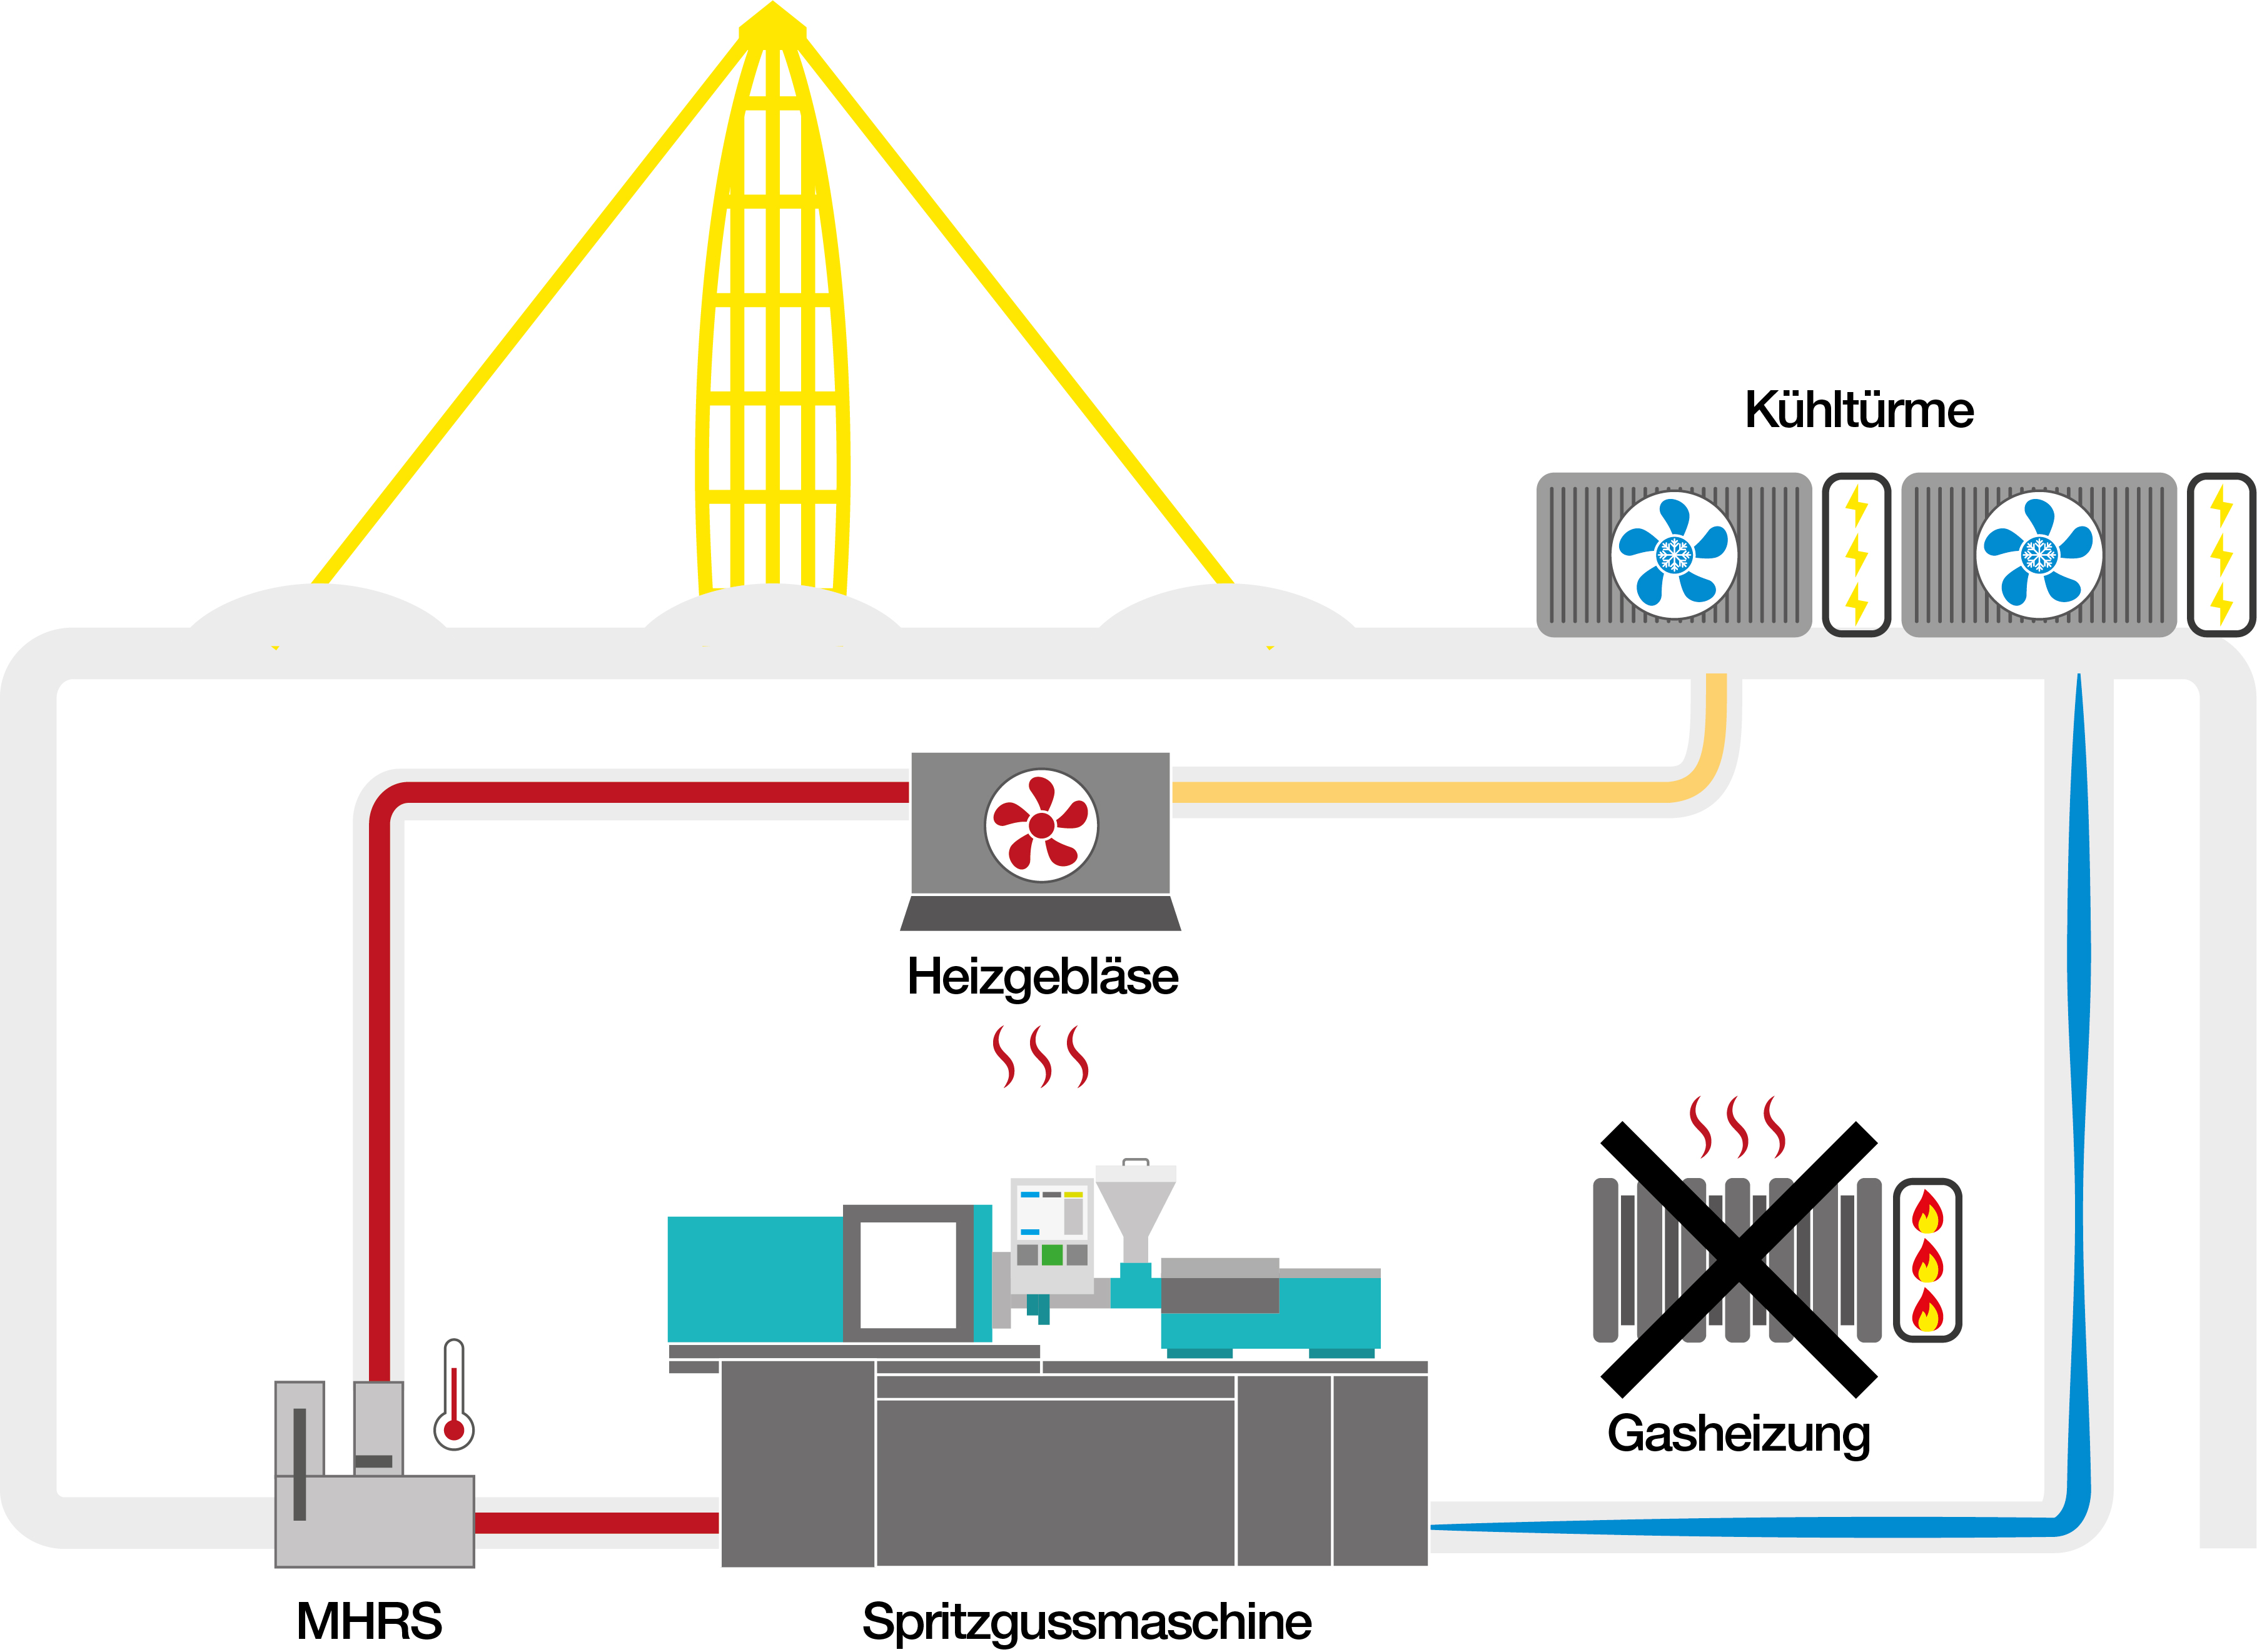 Kühltürme
Heizgebläse
Gasheizung
MHRS
Spritzgussmaschine